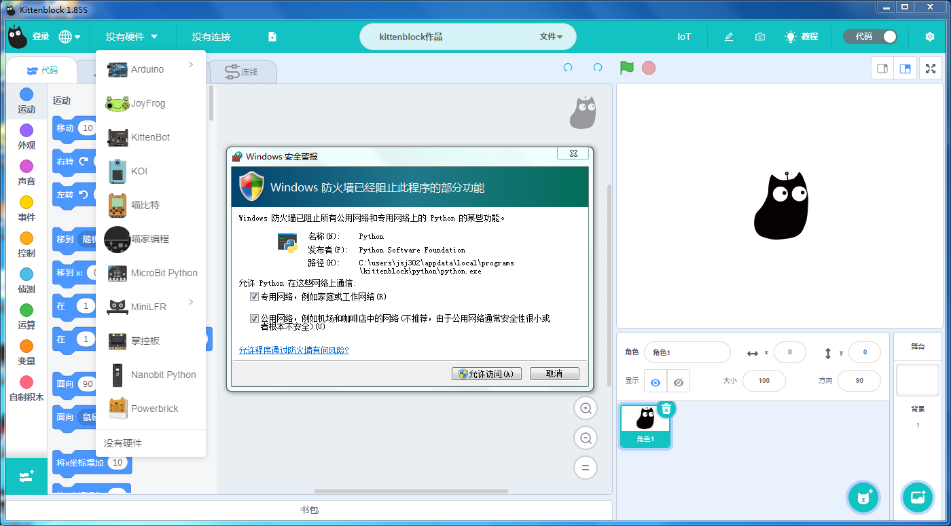 Kittenblock 1.85S
登录
没有硬件
没有连接
kittenblock作品
文件
IoT
教程
代码
代码
连线
运动
外观
声音
事件
控制
侦测
运算
变量
自制积木
运动
移动 10
右转
左转
移到
移到 x:
在 1
在 1
面向 90
面向
将x坐标增加 10
Arduino
JoyFrog
KittenBot
KOI
喵比特
喵家编程
MicroBit Python
MiniLFR
掌控板
Nanobit Python
Powerbrick
没有硬件
Windows 安全警报
Windows 防火墙已经阻止此程序的部分功能
Windows 防火墙已阻止所有公用网络和专用网络上的 Python 的某些功能。
名称(N): Python
发布者(P): Python Software Foundation
路径(H): C:\users\jsj302\appdata\local\programs
\kittenblock\python\python.exe
允许 Python 在这些网络上通信:
专用网络，例如家庭或工作网络(R)
公用网络，例如机场和咖啡店中的网络(不推荐，由于公用网络通常安全性很小或
者根本不安全)(U)
允许程序通过防火墙有何风险?
允许访问(A)
取消
书包
角色
角色1
x 0
y 0
显示
大小 100
方向 90
角色1
舞台
背景
1